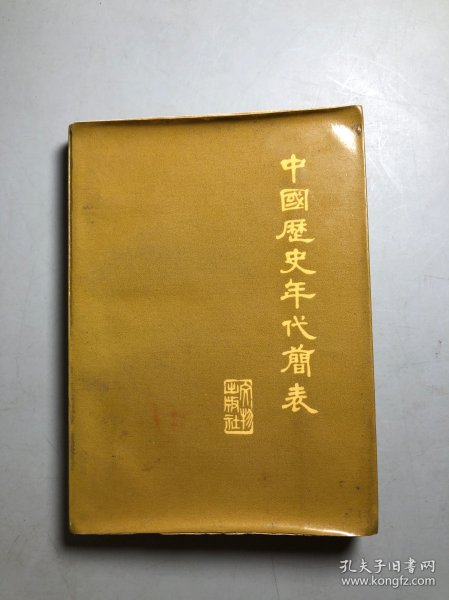 中國歷史年代簡表
文物
出版社
孔夫子旧书网
www.kongfz.com